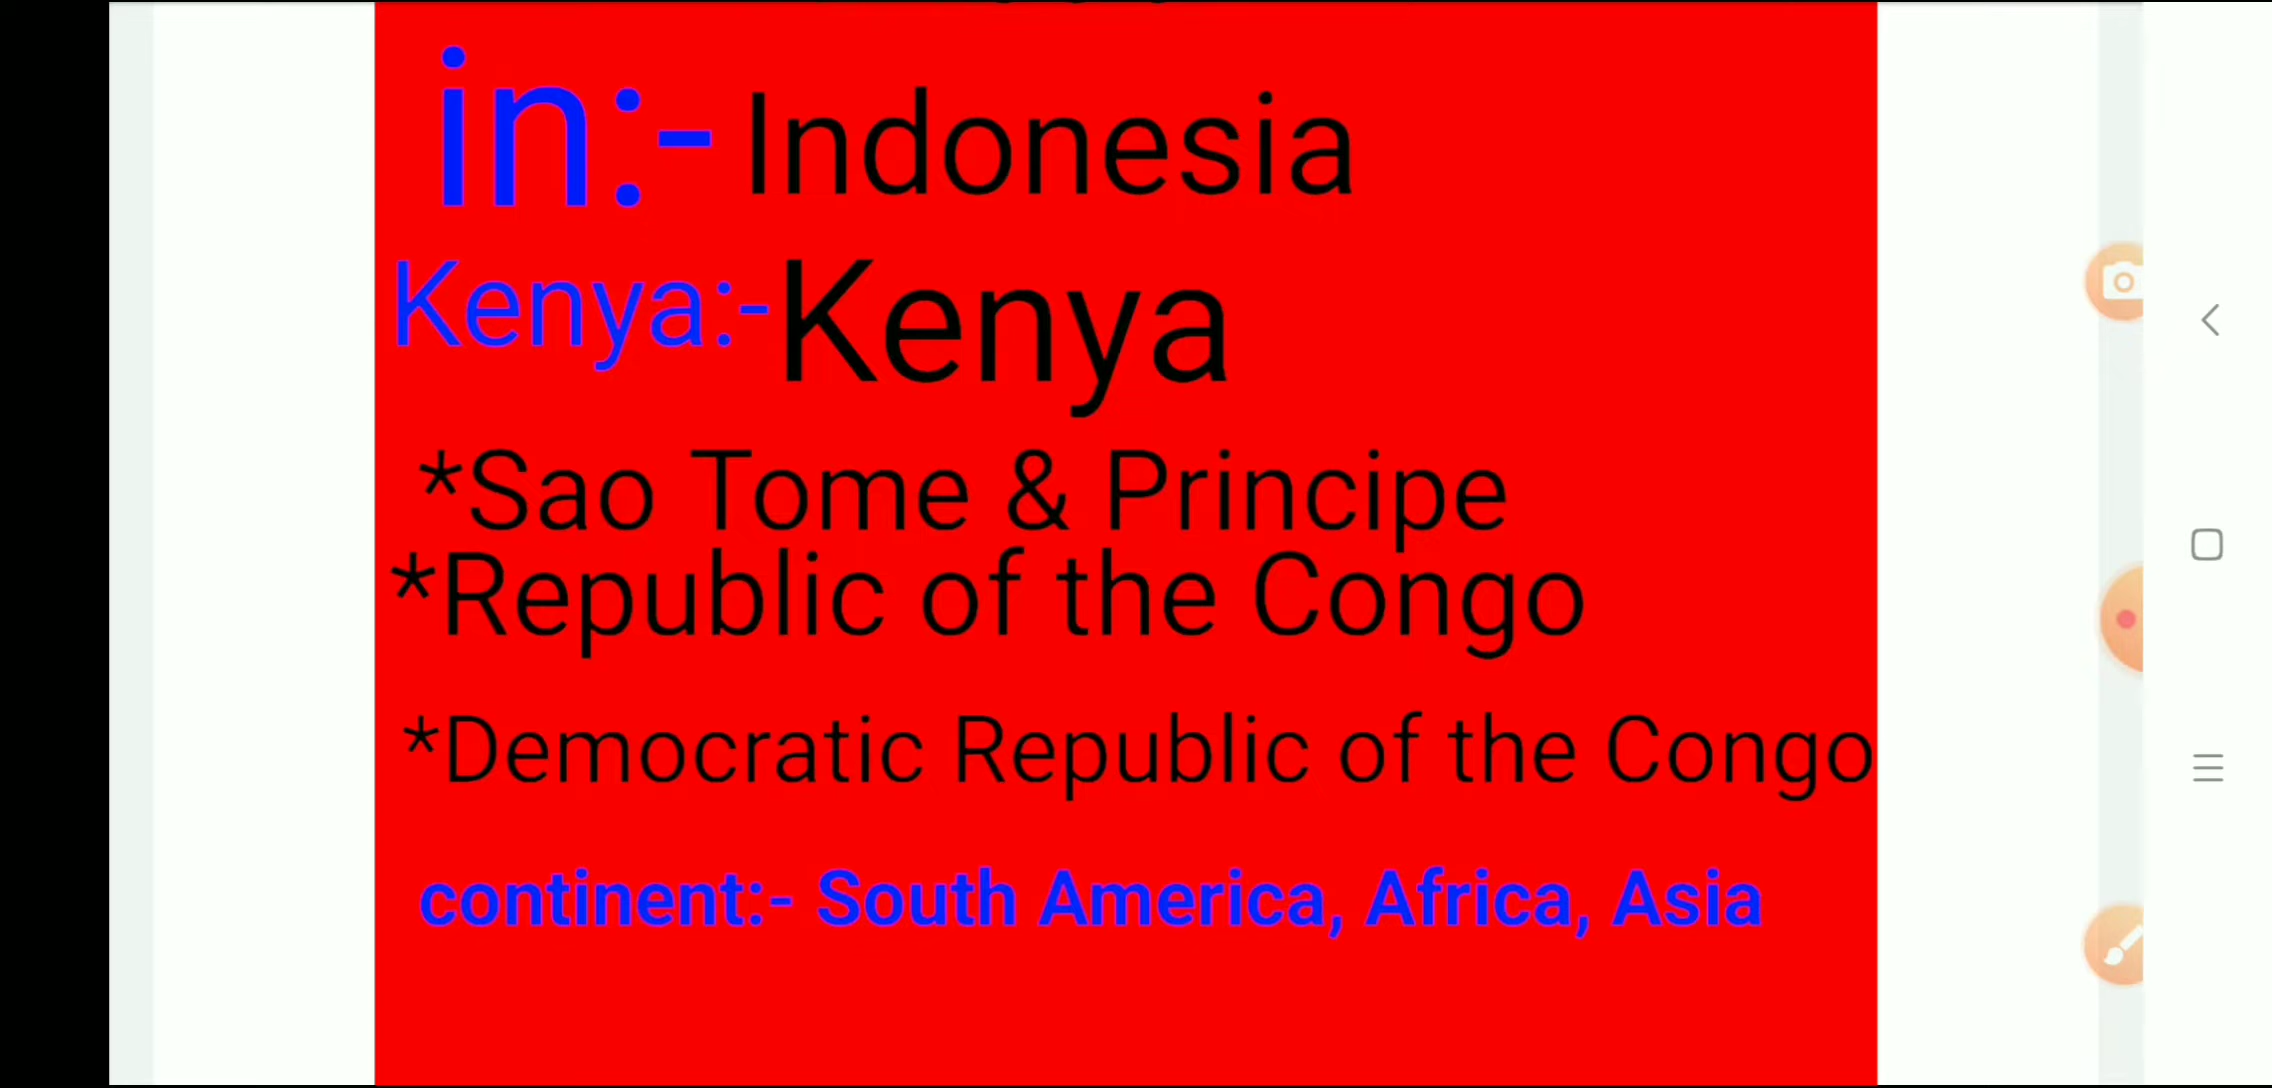 in:- Indonesia
Kenya:-Kenya
*Sao Tome & Principe
*Republic of the Congo
*Democratic Republic of the Congo
continent:- South America, Africa, Asia